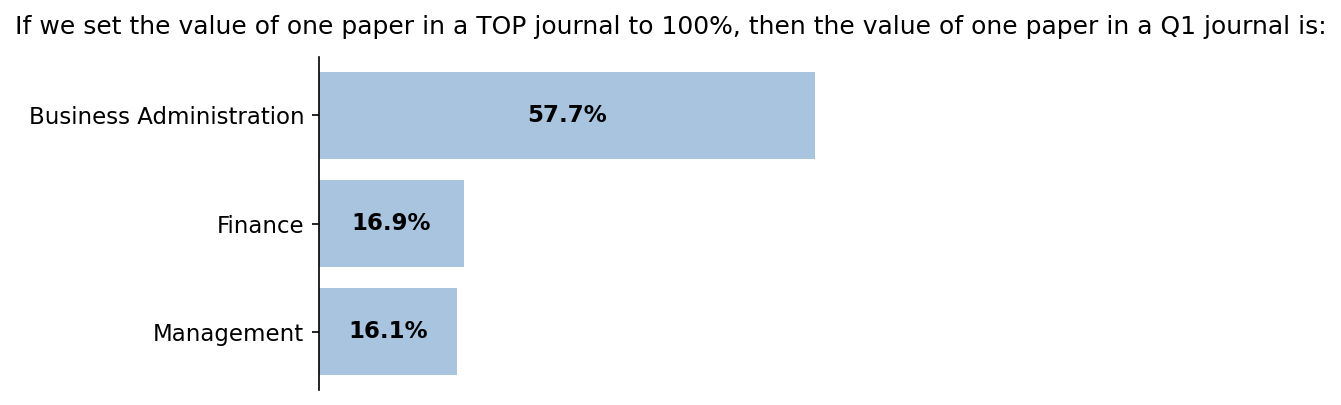 If we set the value of one paper in a TOP journal to 100%, then the value of one paper in a Q1 journal is:
Business Administration 57.7%
Finance 16.9%
Management 16.1%